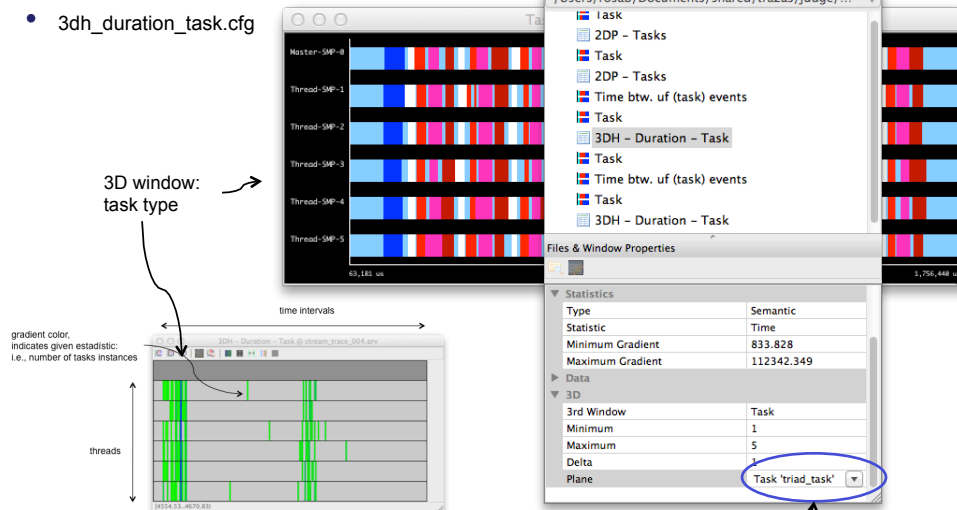 • 3dh_duration_task.cfg
3D window:
task type
Master-SMP-0
Thread-SMP-1
Thread-SMP-2
Thread-SMP-3
Thread-SMP-4
Thread-SMP-5
63,181 us
1,756,440 us
Task
2DP - Tasks
Task
2DP - Tasks
Time btw. uf (task) events
Task
3DH - Duration - Task
Task
Time btw. uf (task) events
Task
3DH - Duration - Task
Files & Window Properties
Statistics
Type Semantic
Statistic Time
Minimum Gradient 833.828
Maximum Gradient 112342.349
Data
3D
3rd Window Task
Minimum 1
Maximum 5
Delta 1
Plane Task 'triad_task'
time intervals
gradient color,
indicates given estadístic:
i.e., number of tasks instances
3DH - Duration - Task @ stream_trace_004.prv
threads
[4554.53..4670.83)